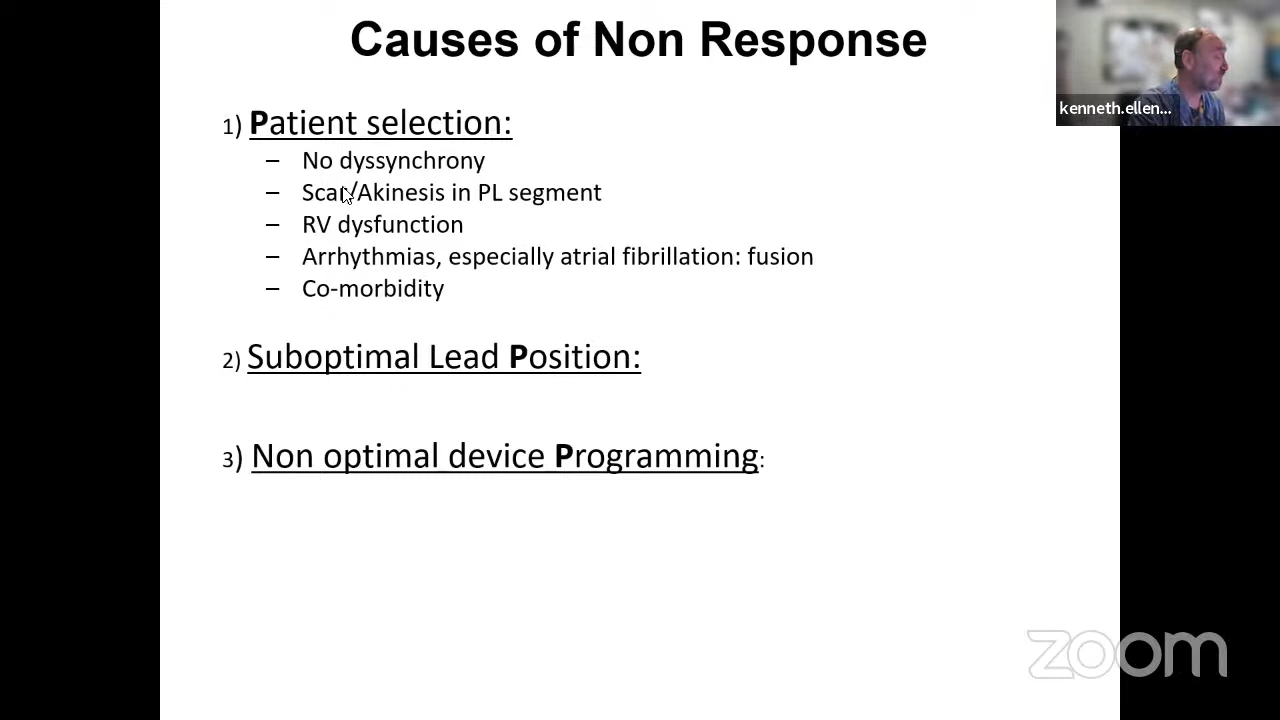 Causes of Non Response
kenneth.ellen...
1) Patient selection:
– No dyssynchrony
– Scar/Akinesis in PL segment
– RV dysfunction
– Arrhythmias, especially atrial fibrillation: fusion
– Co-morbidity
2) Suboptimal Lead Position:
3) Non optimal device Programming:
zoom